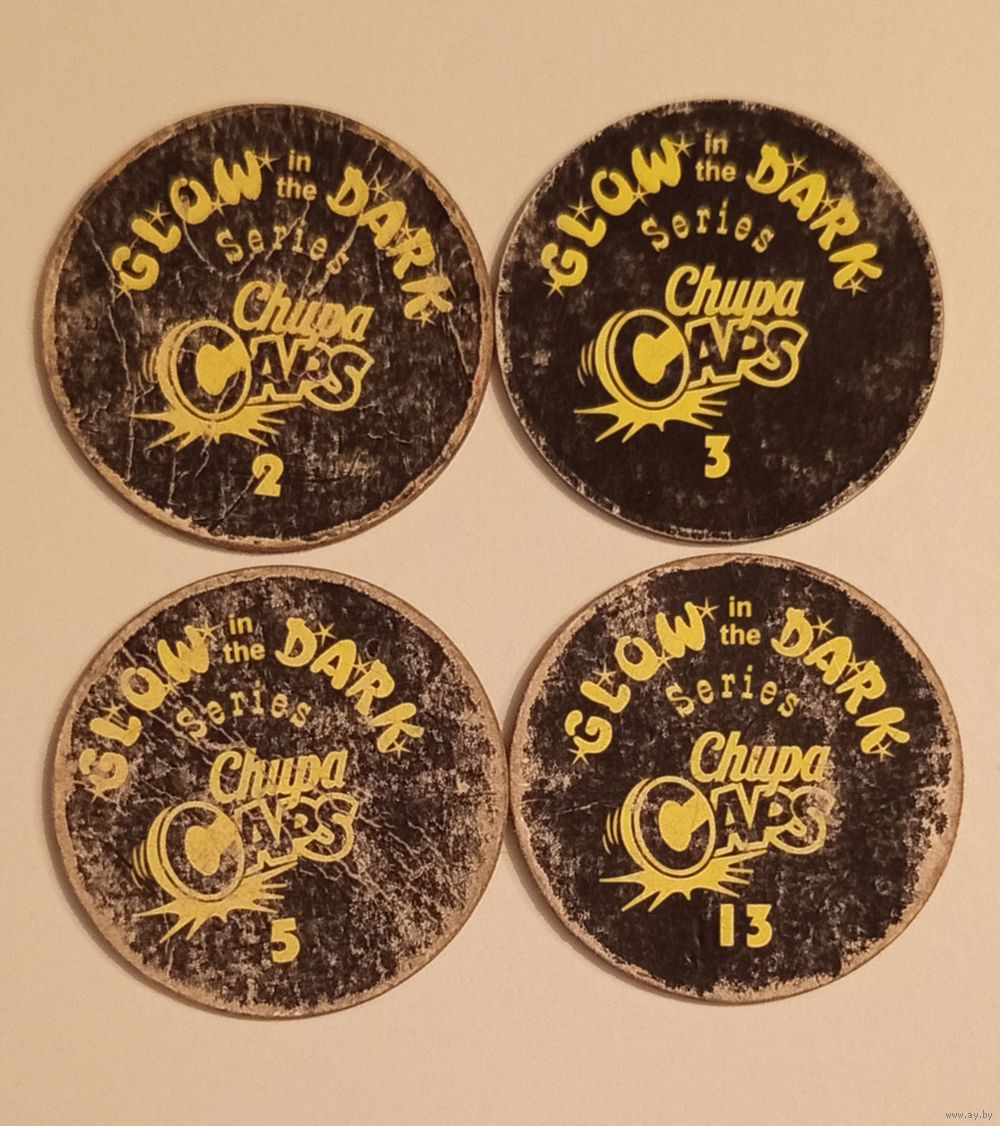 GLOW in the DARK
Series
Chupa
CAPS
2
GLOW in the DARK
Series
Chupa
CAPS
3
GLOW in the DARK
Series
Chupa
CAPS
5
GLOW in the DARK
Series
Chupa
CAPS
13
www.ay.by